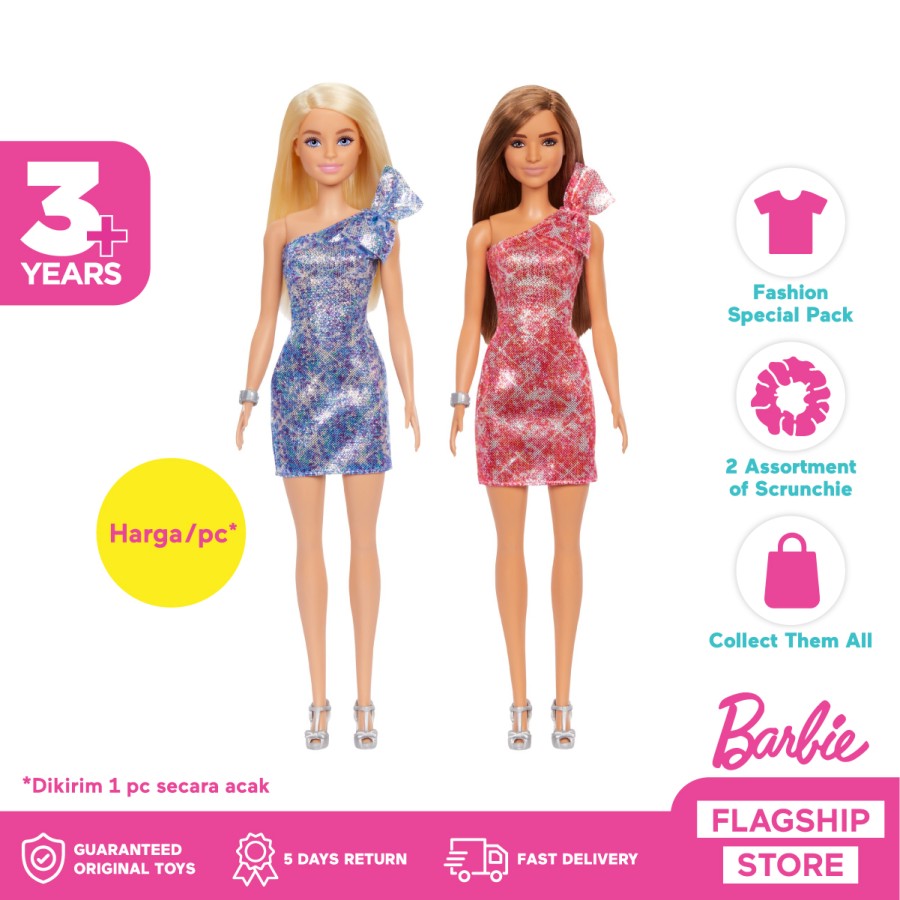 3+
YEARS
Harga/pc*
Fashion
Special Pack
2 Assortment
of Scrunchie
Collect Them All
Barbie
*Dikirim 1 pc secara acak
GUARANTEED
ORIGINAL TOYS
5 DAYS RETURN
FAST DELIVERY
FLAGSHIP
STORE